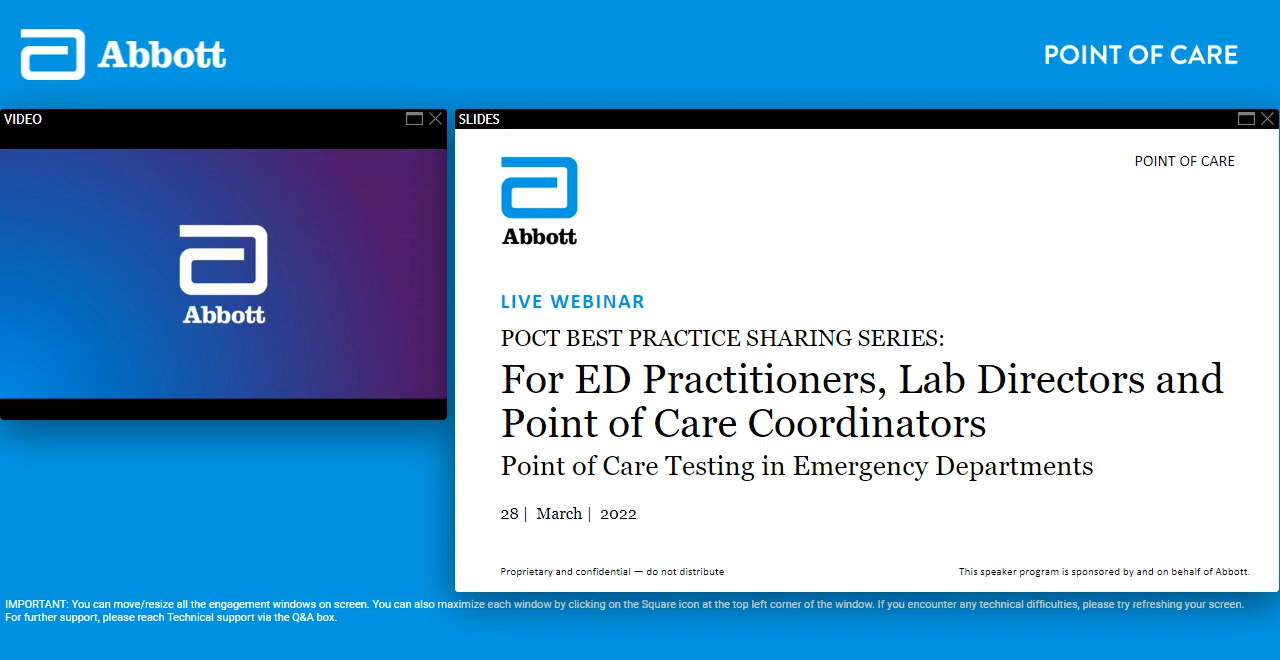 Abbott
POINT OF CARE
VIDEO
SLIDES
Abbott
Abbott
POINT OF CARE
LIVE WEBINAR
POCT BEST PRACTICE SHARING SERIES:
For ED Practitioners, Lab Directors and
Point of Care Coordinators
Point of Care Testing in Emergency Departments
28 | March | 2022
Proprietary and confidential — do not distribute
This speaker program is sponsored by and on behalf of Abbott.
IMPORTANT: You can move/resize all the engagement windows on screen. You can also maximize each window by clicking on the Square icon at the top left corner of the window. If you encounter any technical difficulties, please try refreshing your screen.
For further support, please reach Technical support via the Q&A box.